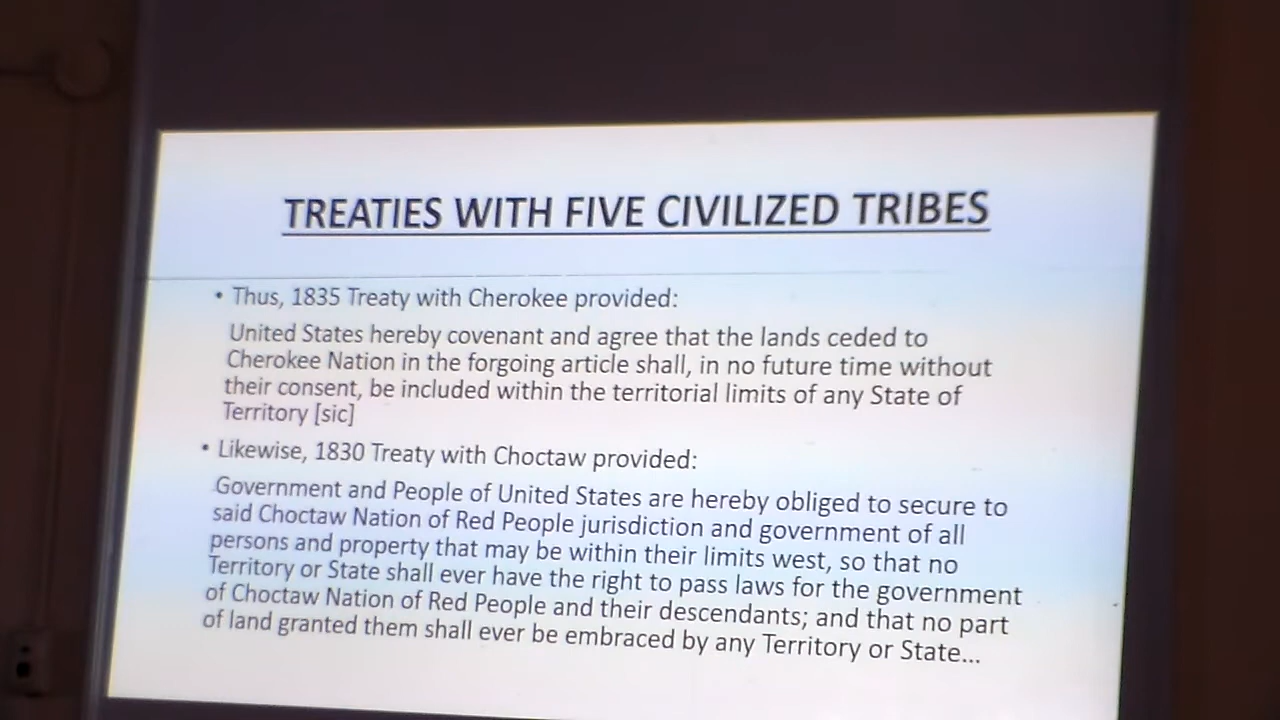 TREATIES WITH FIVE CIVILIZED TRIBES
• Thus, 1835 Treaty with Cherokee provided:
United States hereby covenant and agree that the lands ceded to
Cherokee Nation in the forgoing article shall, in no future time without
their consent, be included within the territorial limits of any State of
Territory [sic]
• Likewise, 1830 Treaty with Choctaw provided:
Government and People of United States are hereby obliged to secure to
said Choctaw Nation of Red People jurisdiction and government of all
persons and property that may be within their limits west, so that no
Territory or State shall ever have the right to pass laws for the government
of Choctaw Nation of Red People and their descendants; and that no part
of land granted them shall ever be embraced by any Territory or State...